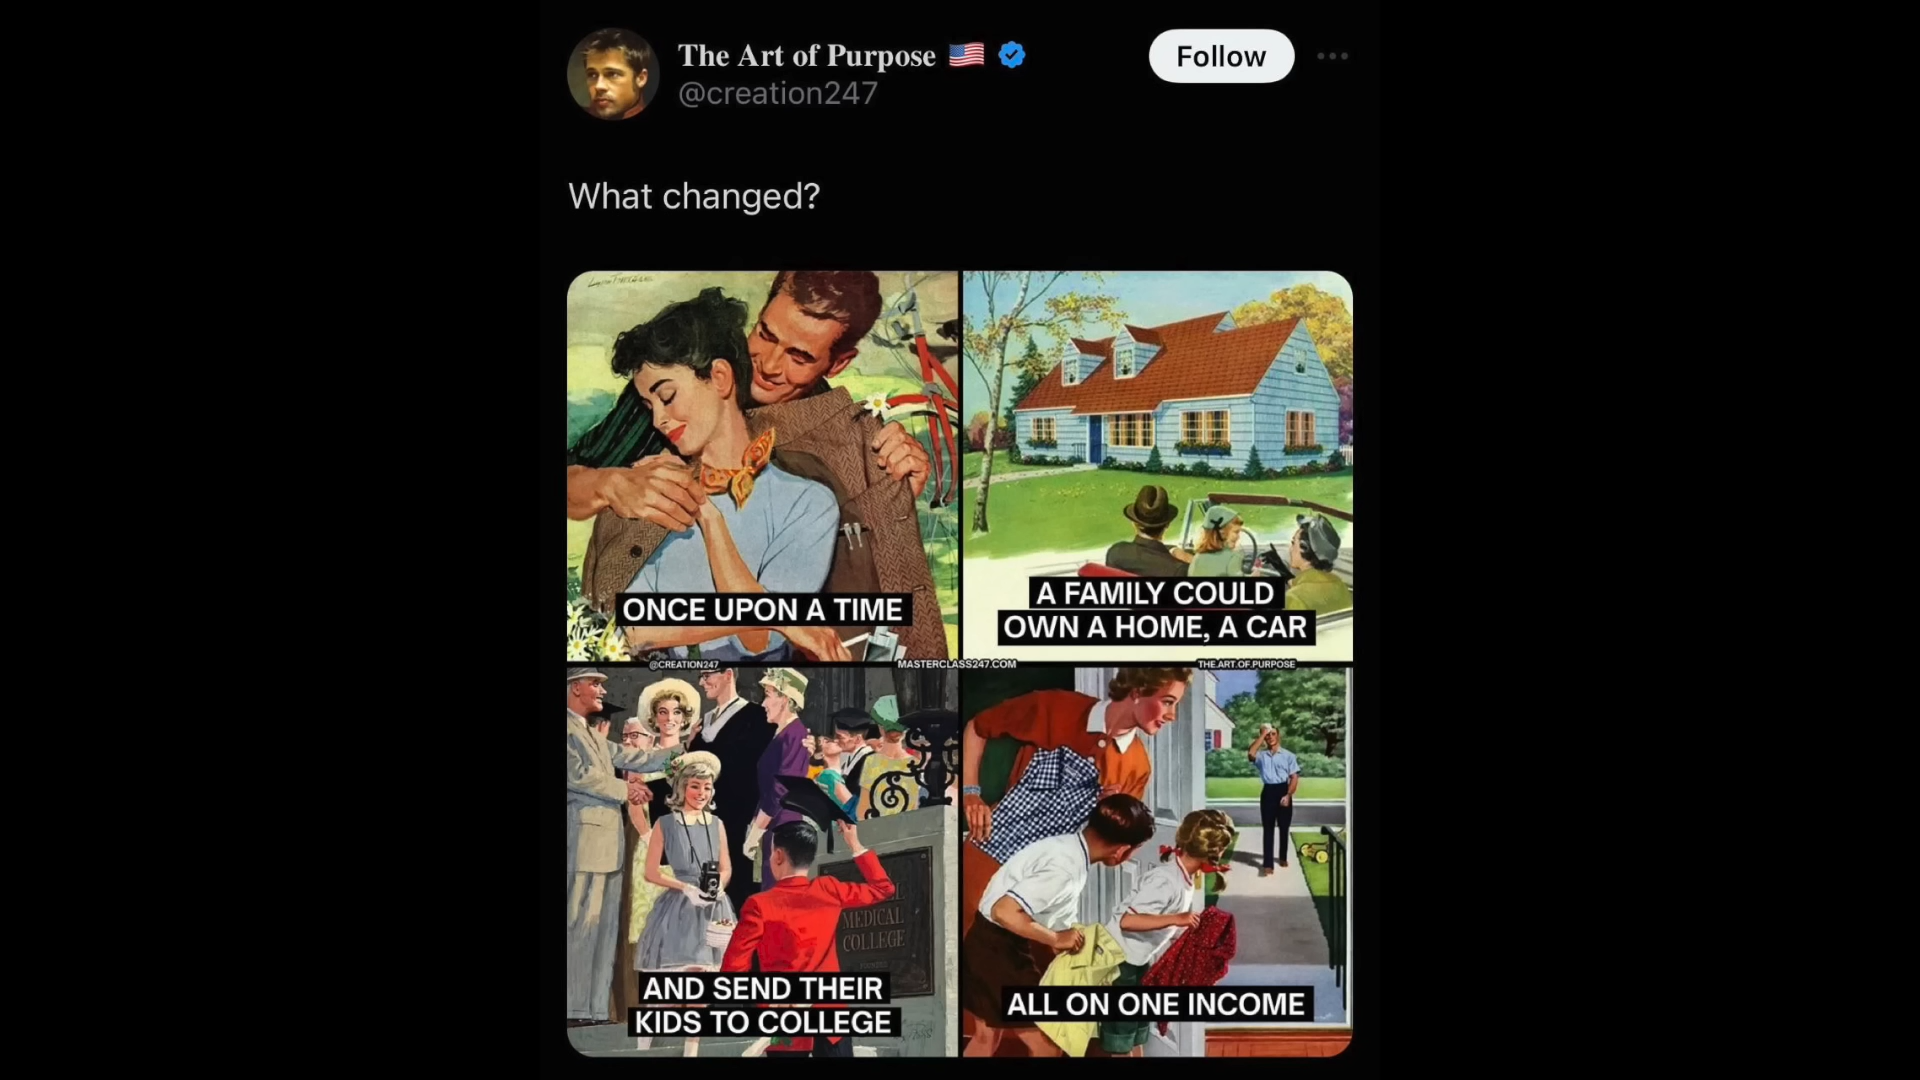 The Art of Purpose 🇺🇸
Follow
@creation247
What changed?
ONCE UPON A TIME
A FAMILY COULD
OWN A HOME, A CAR
@CREATION247
MASTERCLASS247.COM
THE.ART.OF.PURPOSE
MEDICAL
COLLEGE
AND SEND THEIR
KIDS TO COLLEGE
ALL ON ONE INCOME